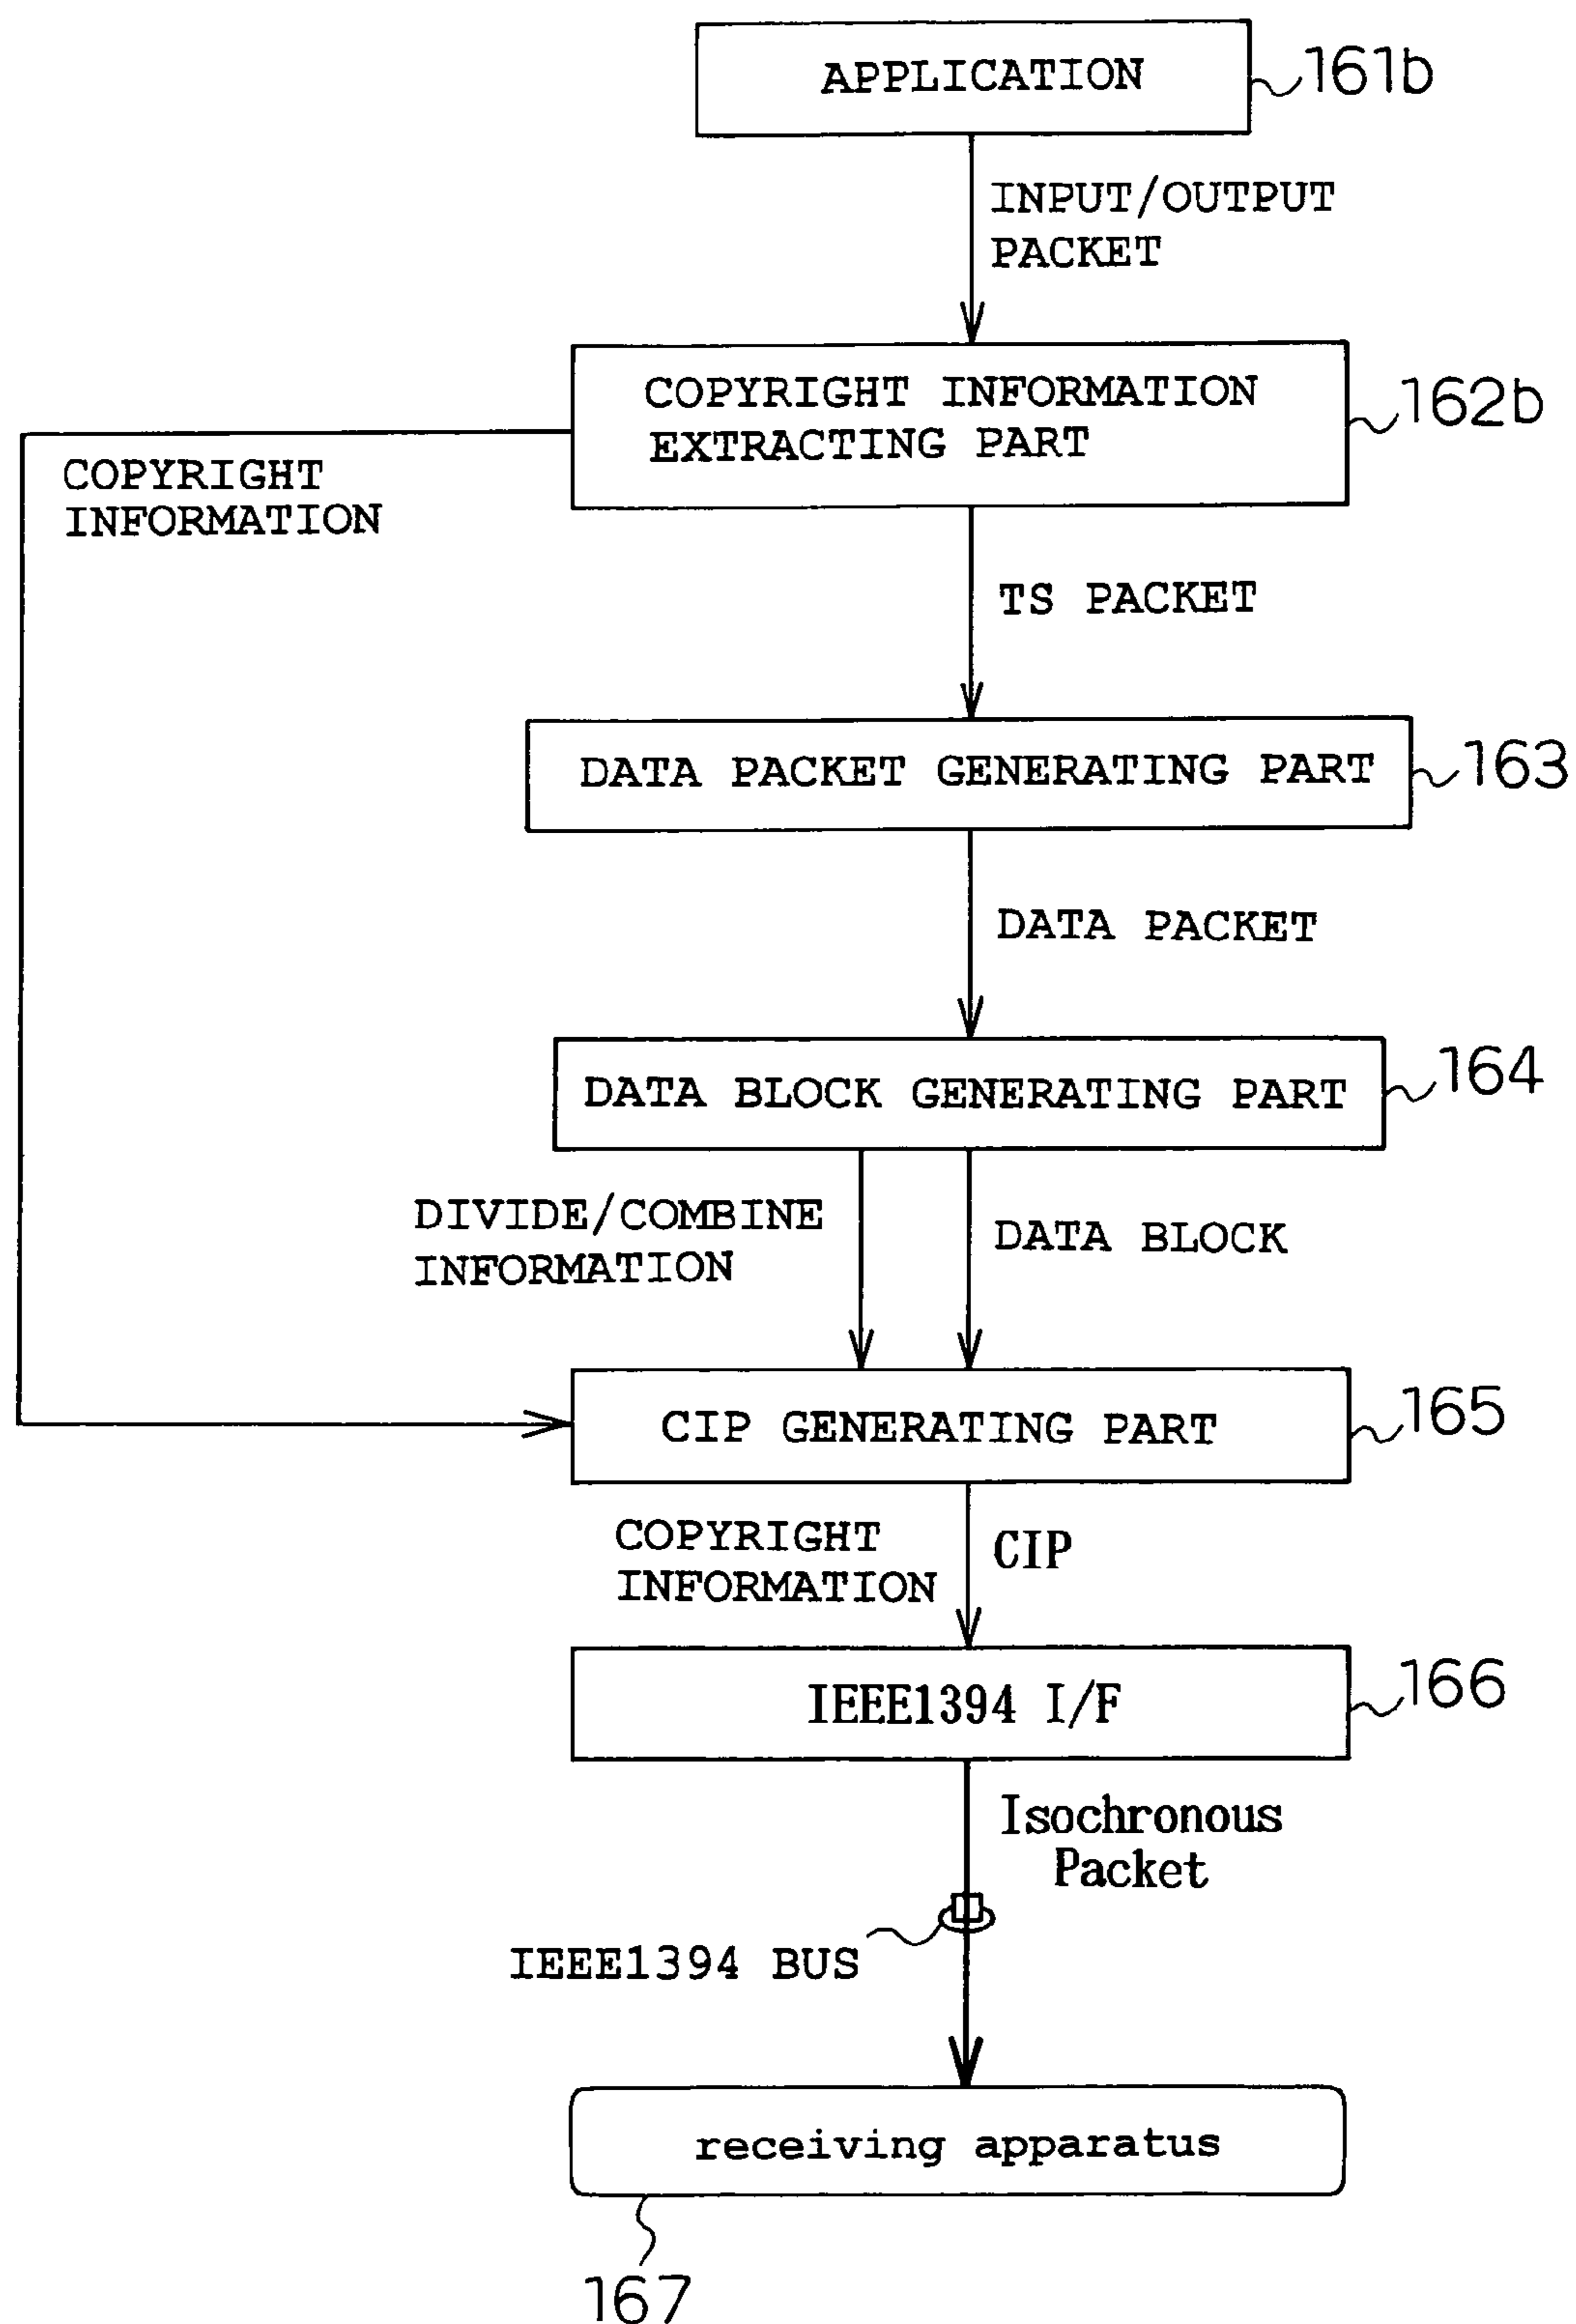 APPLICATION
161b
INPUT/OUTPUT
PACKET
COPYRIGHT INFORMATION
EXTRACTING PART
162b
COPYRIGHT
INFORMATION
TS PACKET
DATA PACKET GENERATING PART
163
DATA PACKET
DATA BLOCK GENERATING PART
164
DIVIDE/COMBINE
INFORMATION
DATA BLOCK
CIP GENERATING PART
165
COPYRIGHT
INFORMATION
CIP
IEEE1394 I/F
166
Isochronous
Packet
IEEE1394 BUS
receiving apparatus
167